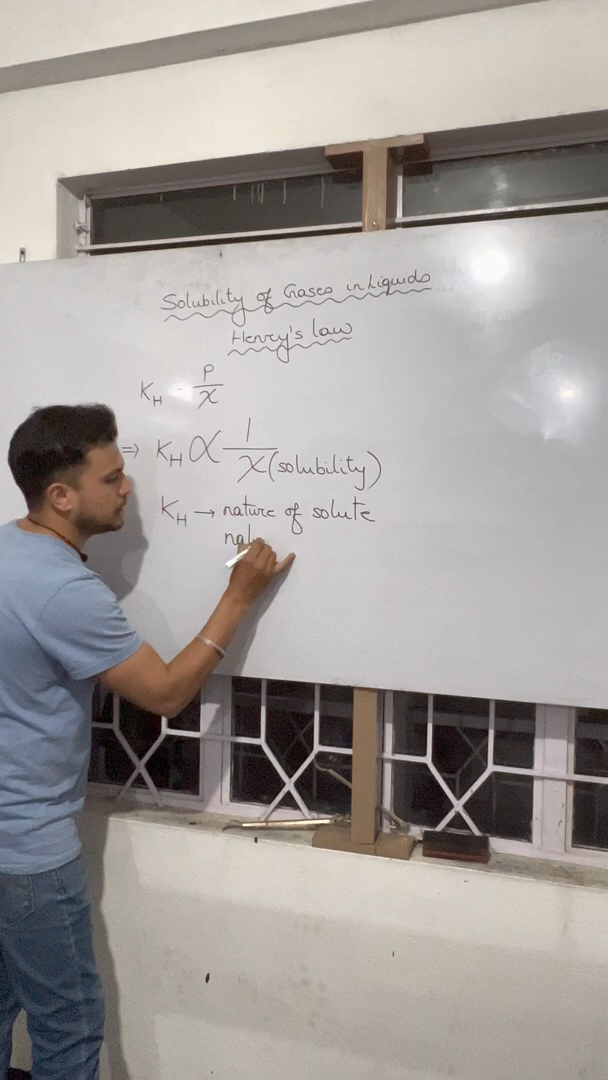 Solubility of Gases in Liquids
Henry's law
K_H = P/x
⇒ K_H ∝ 1/x (solubility)
K_H → nature of solute